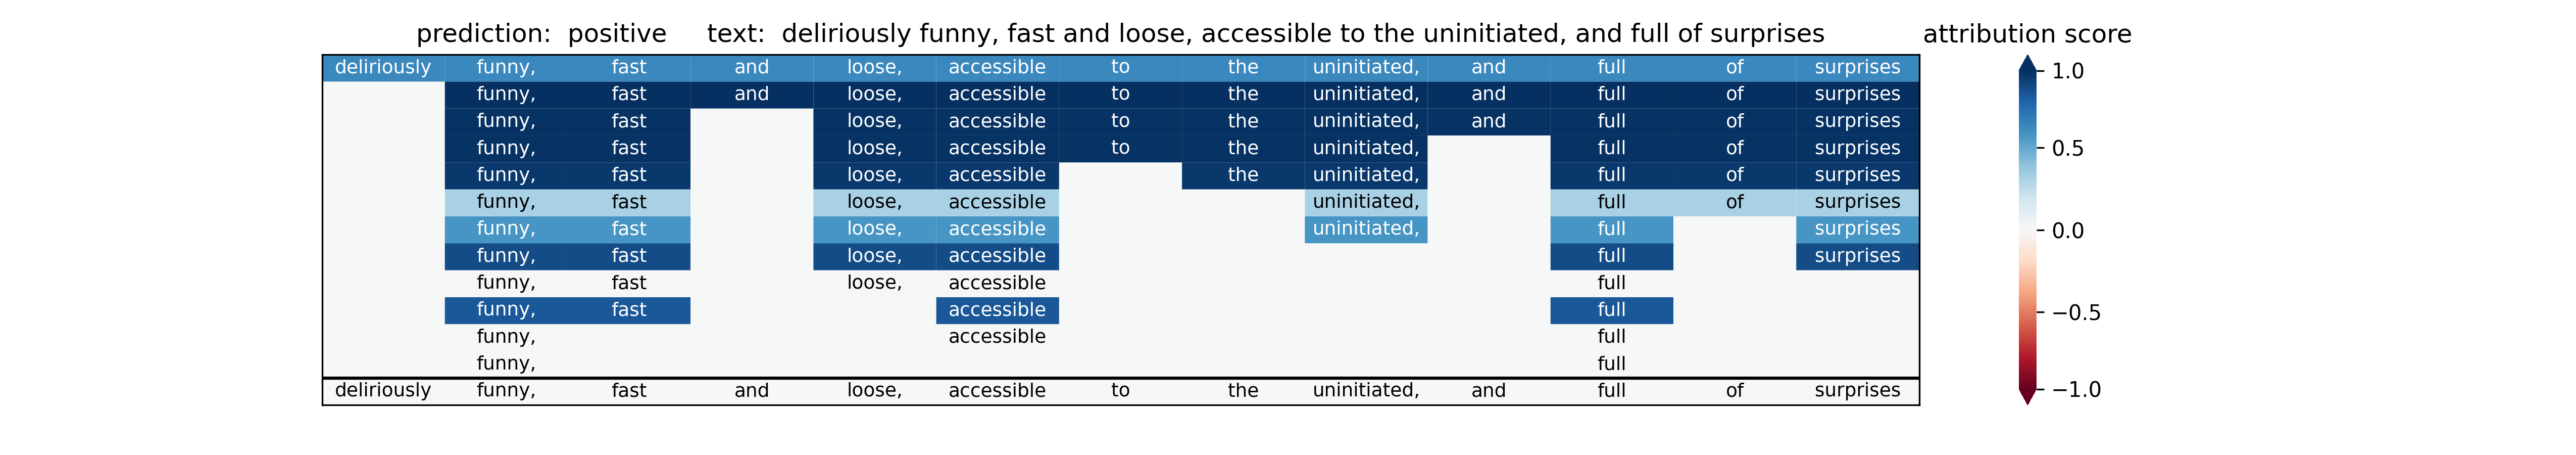 prediction: positive text: deliriously funny, fast and loose, accessible to the uninitiated, and full of surprises
attribution score
deliriously funny, fast and loose, accessible to the uninitiated, and full of surprises
funny, fast and loose, accessible to the uninitiated, and full of surprises
funny, fast loose, accessible to the uninitiated, and full of surprises
funny, fast loose, accessible to the uninitiated, full of surprises
funny, fast loose, accessible the uninitiated, full of surprises
funny, fast loose, accessible uninitiated, full of surprises
funny, fast loose, accessible uninitiated, full surprises
funny, fast loose, accessible full surprises
funny, fast loose, accessible full
funny, fast accessible full
funny, accessible full
funny, full
deliriously funny, fast and loose, accessible to the uninitiated, and full of surprises
1.0
0.5
0.0
−0.5
−1.0